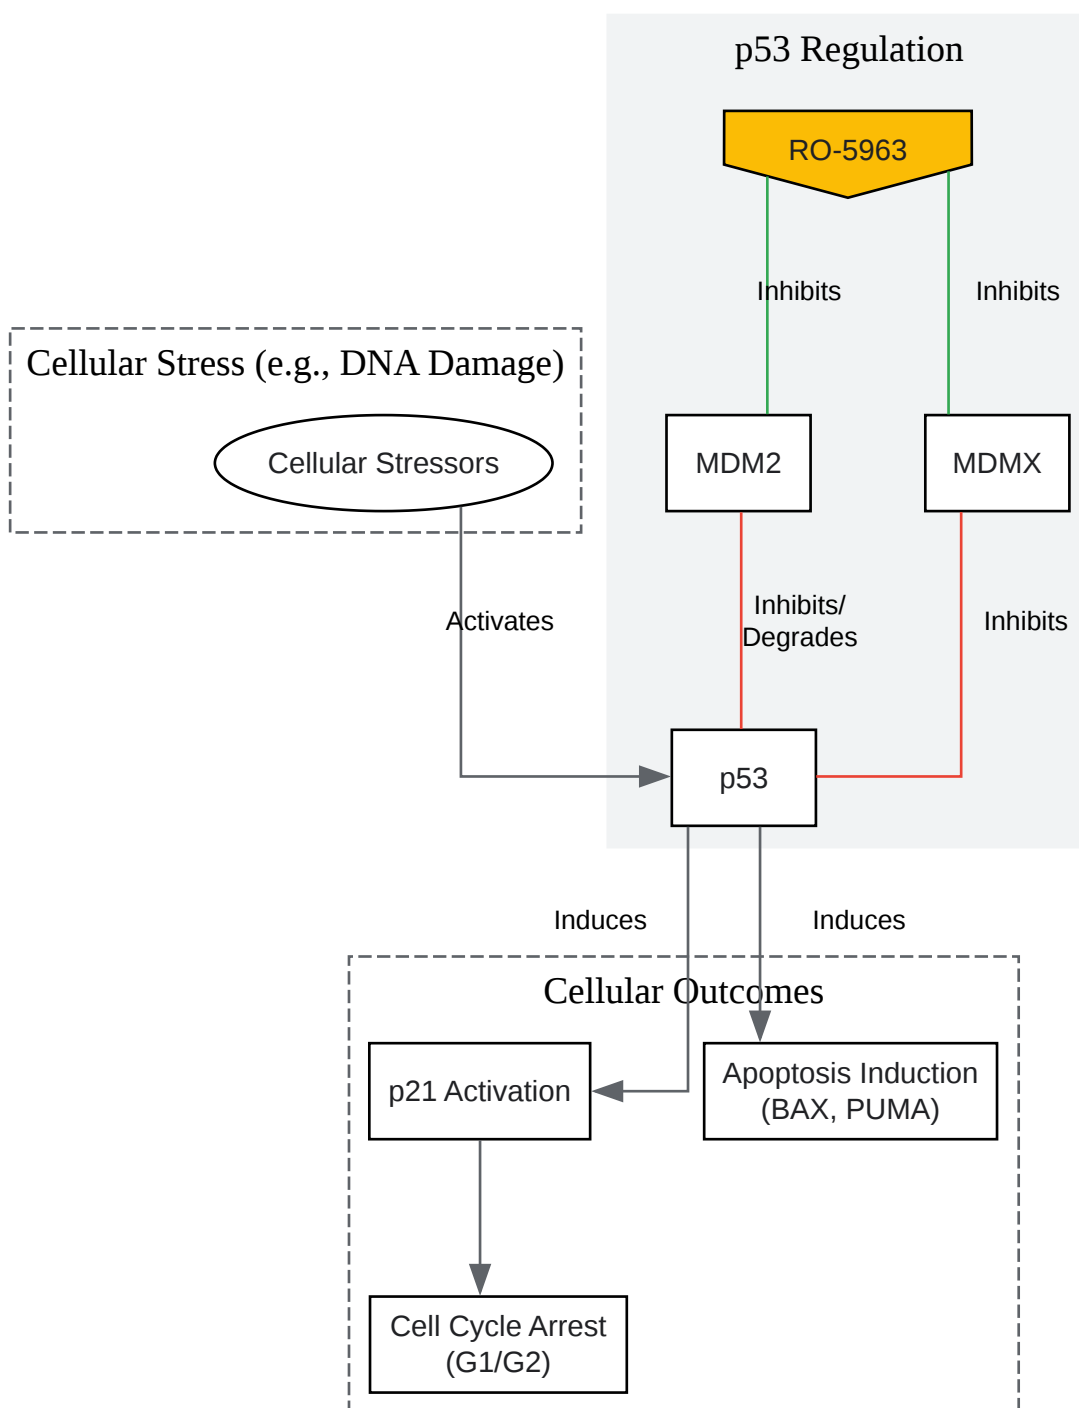 p53 Regulation
RO-5963
Inhibits
Inhibits
Cellular Stress (e.g., DNA Damage)
Cellular Stressors
MDM2
MDMX
Activates
Inhibits/
Degrades
Inhibits
p53
Induces
Induces
Cellular Outcomes
p21 Activation
Apoptosis Induction
(BAX, PUMA)
Cell Cycle Arrest
(G1/G2)